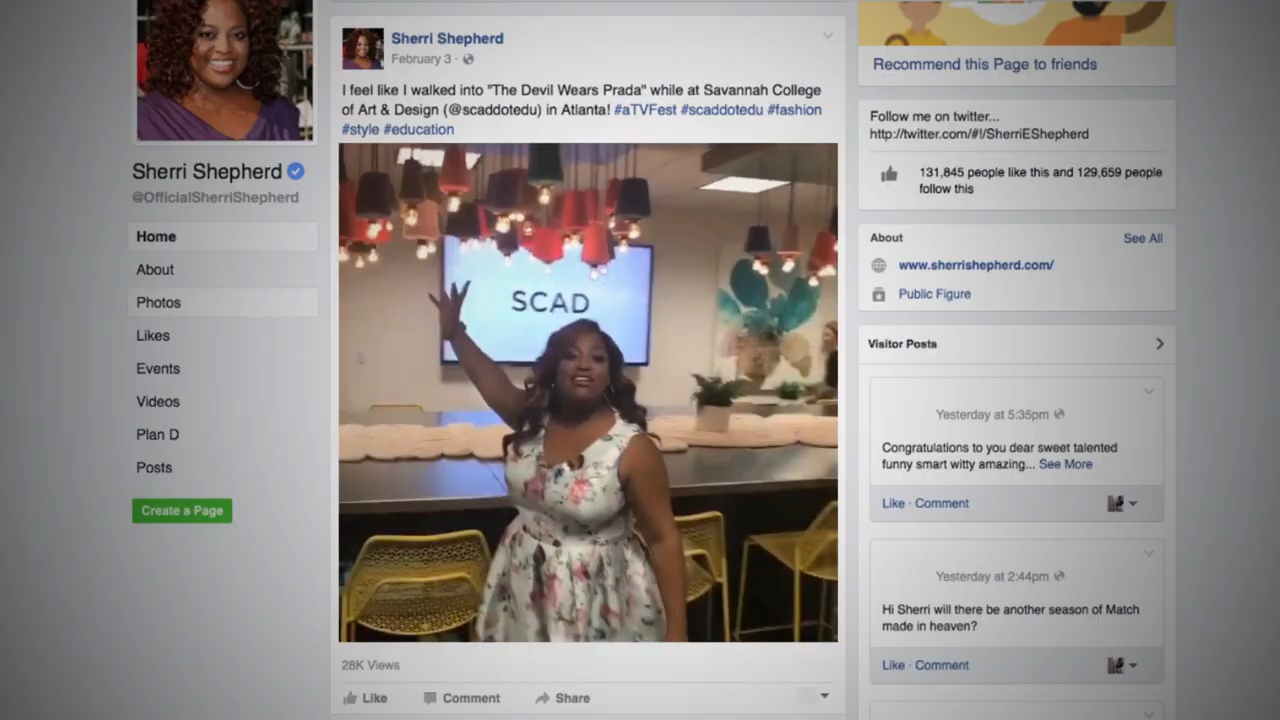 Sherri Shepherd
@OfficialSherriShepherd
Home
About
Photos
Likes
Events
Videos
Plan D
Posts
Create a Page
Sherri Shepherd
February 3 ·
I feel like I walked into "The Devil Wears Prada" while at Savannah College
of Art & Design (@scaddotedu) in Atlanta! #aTVFest #scaddotedu #fashion
#style #education
SCAD
28K Views
Like
Comment
Share
Recommend this Page to friends
Follow me on twitter...
http://twitter.com/#!/SherriEShepherd
131,845 people like this and 129,659 people
follow this
About
See All
www.sherrishepherd.com/
Public Figure
Visitor Posts
Yesterday at 5:35pm
Congratulations to you dear sweet talented
funny smart witty amazing... See More
Like · Comment
Yesterday at 2:44pm
Hi Sherri will there be another season of Match
made in heaven?
Like · Comment